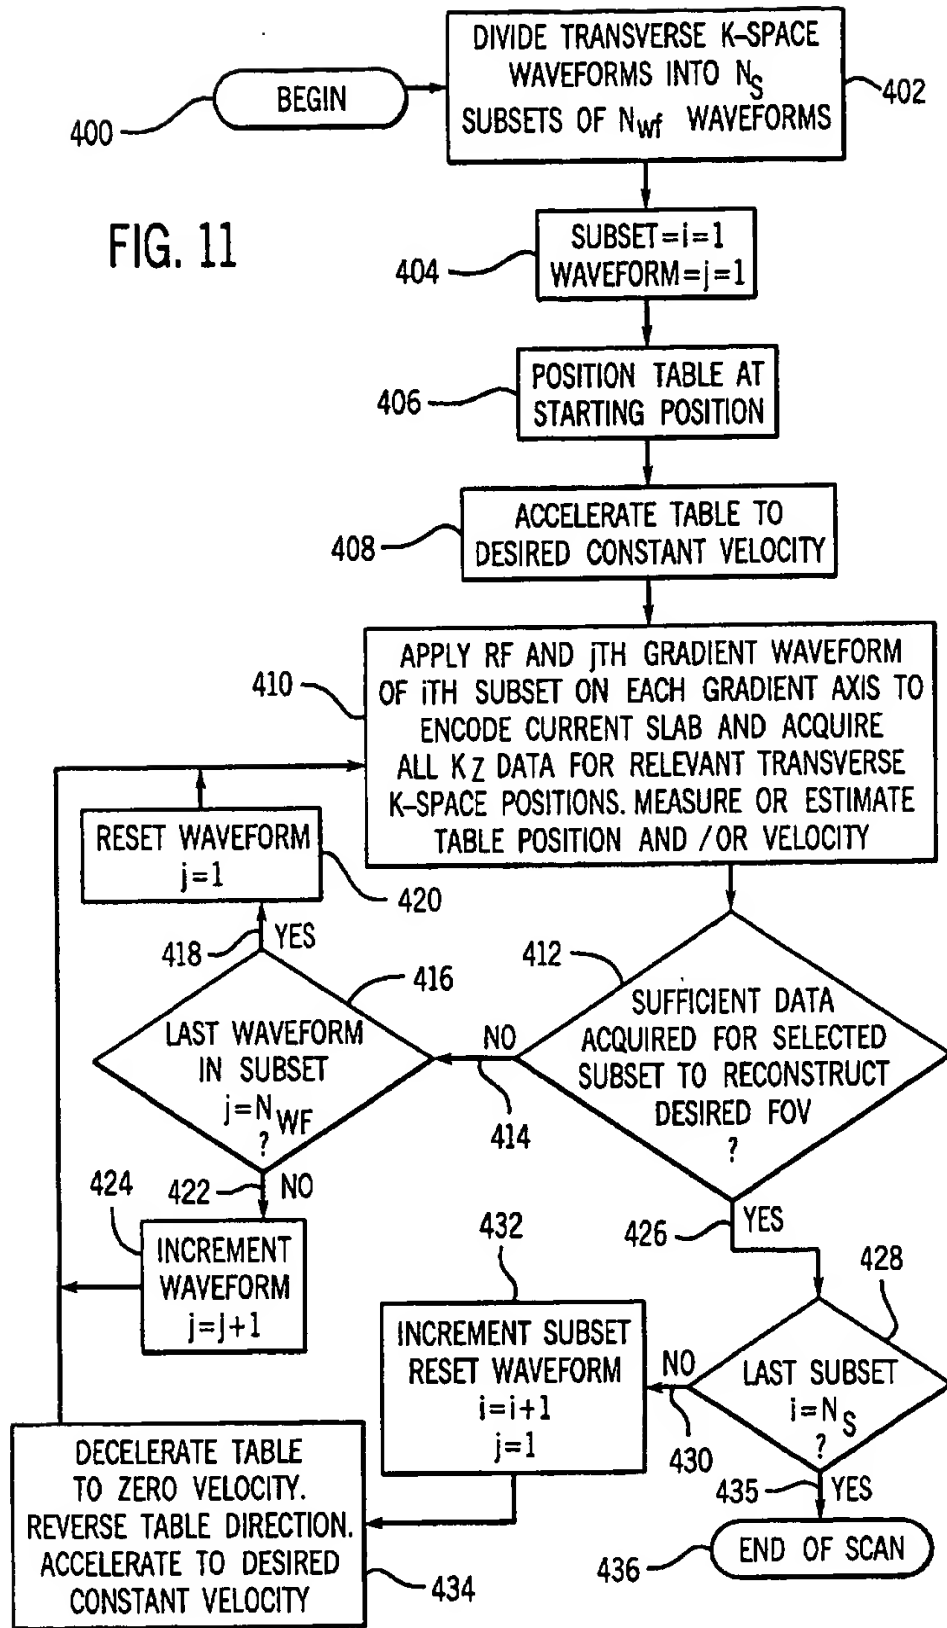 DIVIDE TRANSVERSE K-SPACE
WAVEFORMS INTO NS
SUBSETS OF Nwf WAVEFORMS
402
BEGIN
400
FIG. 11
SUBSET=i=1
WAVEFORM=j=1
404
POSITION TABLE AT
STARTING POSITION
406
ACCELERATE TABLE TO
DESIRED CONSTANT VELOCITY
408
APPLY RF AND jTH GRADIENT WAVEFORM
OF iTH SUBSET ON EACH GRADIENT AXIS TO
ENCODE CURRENT SLAB AND ACQUIRE
ALL KZ DATA FOR RELEVANT TRANSVERSE
K-SPACE POSITIONS. MEASURE OR ESTIMATE
TABLE POSITION AND /OR VELOCITY
410
RESET WAVEFORM
j=1
420
418
YES
416
LAST WAVEFORM
IN SUBSET
j=NWF
?
412
SUFFICIENT DATA
ACQUIRED FOR SELECTED
SUBSET TO RECONSTRUCT
DESIRED FOV
?
NO
414
422
NO
424
INCREMENT
WAVEFORM
j=j+1
426
YES
428
LAST SUBSET
i=NS
?
NO
430
432
INCREMENT SUBSET
RESET WAVEFORM
i=i+1
j=1
DECELERATE TABLE
TO ZERO VELOCITY.
REVERSE TABLE DIRECTION.
ACCELERATE TO DESIRED
CONSTANT VELOCITY
434
435
YES
END OF SCAN
436